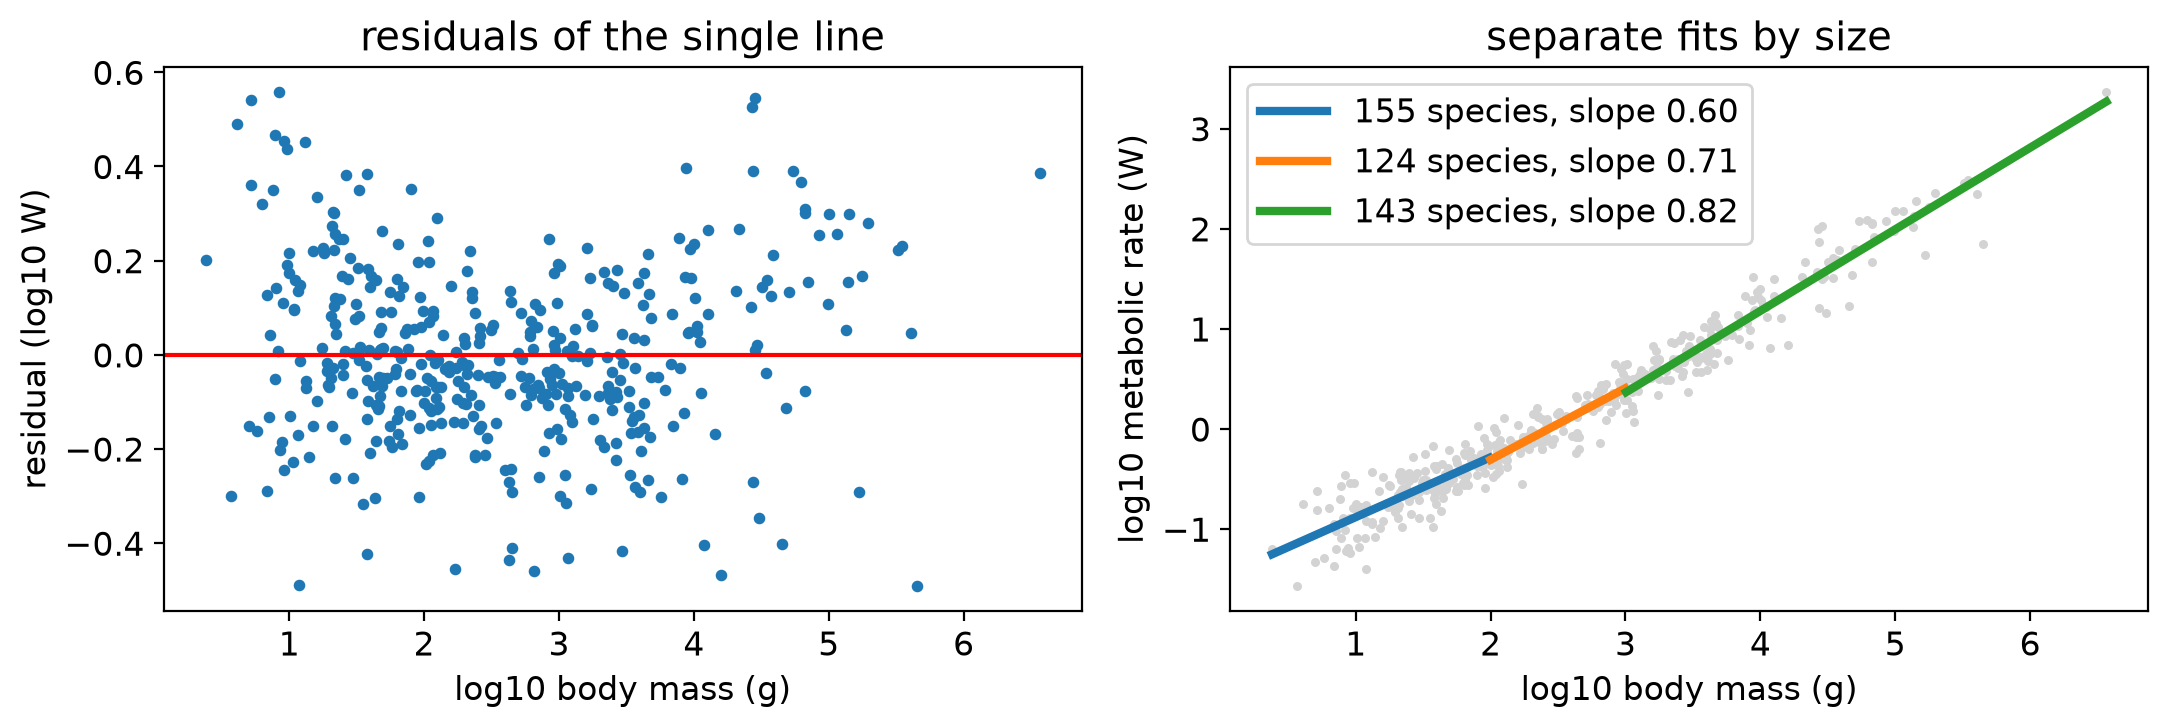 residuals of the single line
0.6
0.4
0.2
0.0
−0.2
−0.4
residual (log10 W)
1 2 3 4 5 6
log10 body mass (g)
separate fits by size
155 species, slope 0.60
124 species, slope 0.71
143 species, slope 0.82
3
2
1
0
−1
log10 metabolic rate (W)
1 2 3 4 5 6
log10 body mass (g)